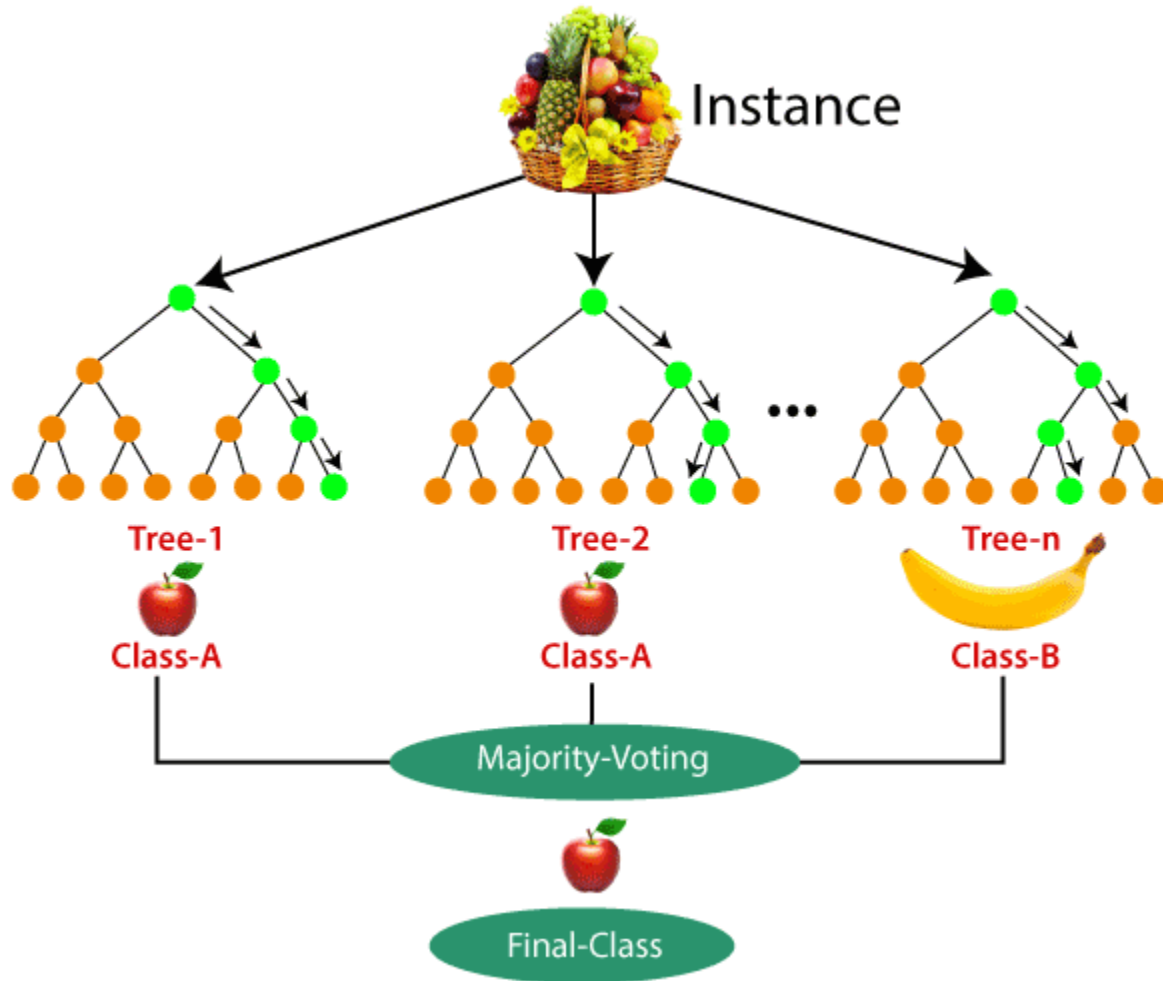 Instance
...
Tree-1
Tree-2
Tree-n
Class-A
Class-A
Class-B
Majority-Voting
Final-Class